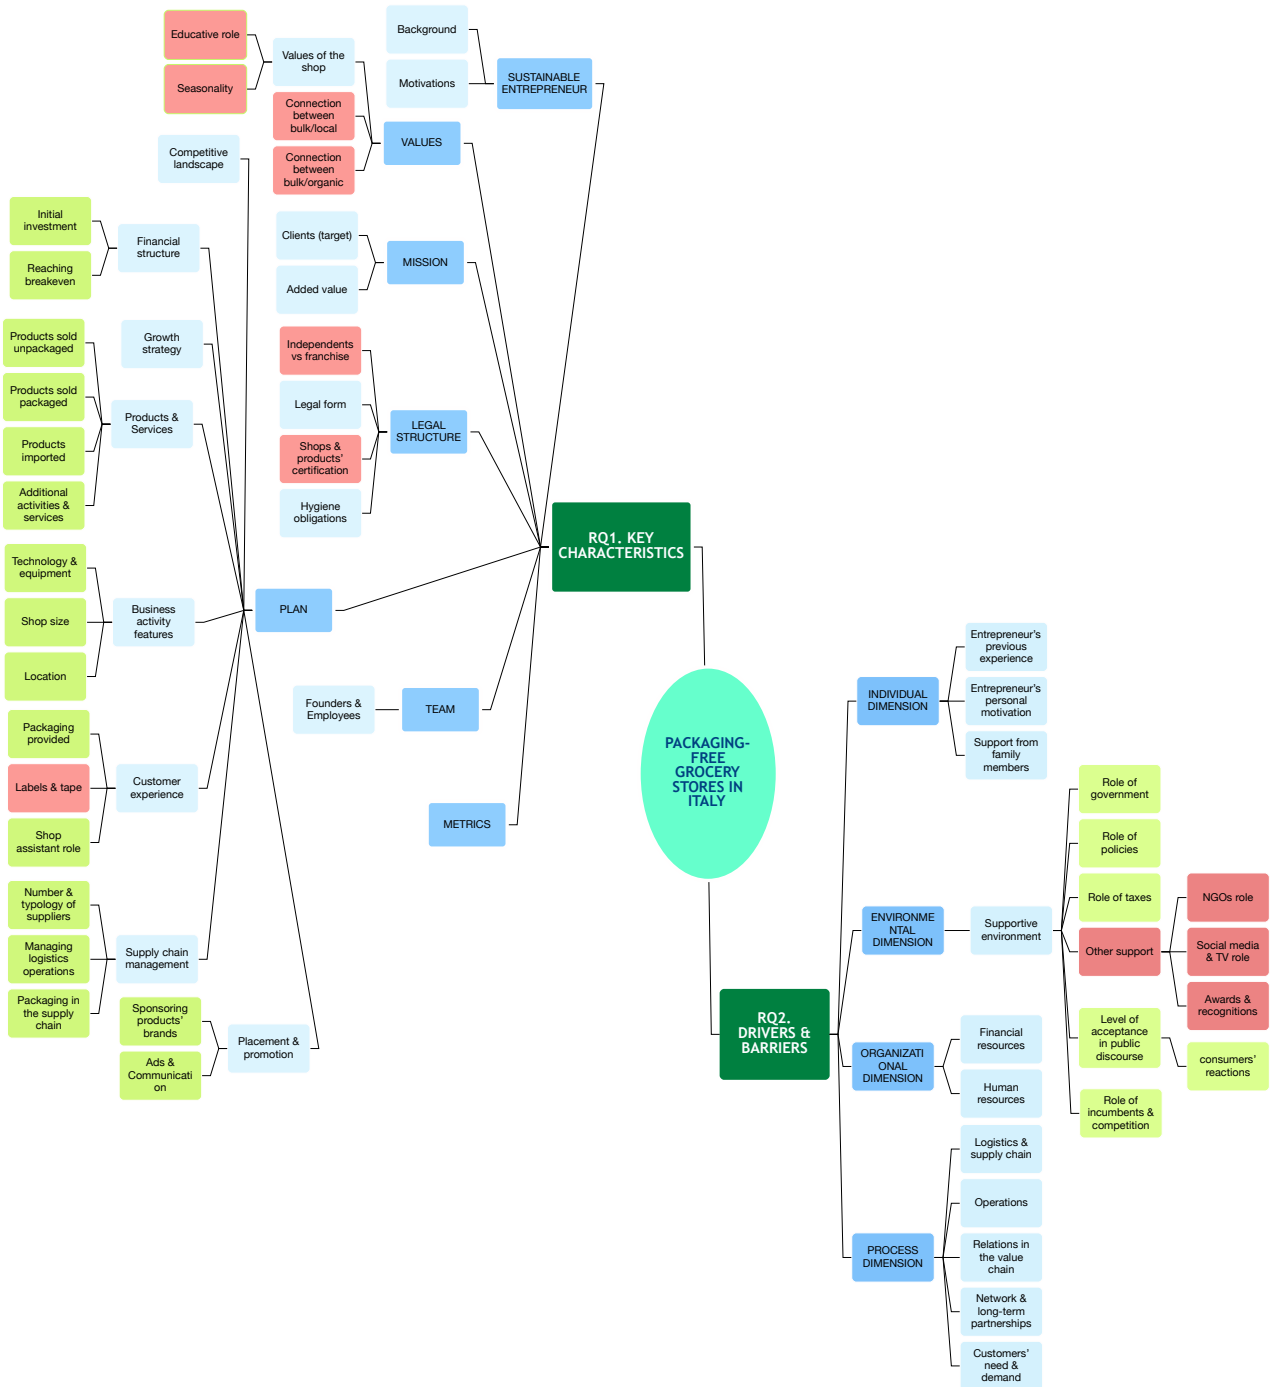 Educative role
Seasonality
Values of the
shop
Connection
between
bulk/local
Connection
between
bulk/organic
VALUES
Background
Motivations
SUSTAINABLE
ENTREPRENEUR
Clients (target)
Added value
MISSION
Independents
vs franchise
Legal form
Shops &
products'
certification
Hygiene
obligations
LEGAL
STRUCTURE
Competitive
landscape
Initial
investment
Reaching
breakeven
Financial
structure
Growth
strategy
Products sold
unpackaged
Products sold
packaged
Products
imported
Additional
activities &
services
Products &
Services
Technology &
equipment
Shop size
Location
Business
activity
features
PLAN
Packaging
provided
Labels & tape
Shop
assistant role
Customer
experience
Number &
typology of
suppliers
Managing
logistics
operations
Packaging in
the supply
chain
Supply chain
management
Sponsoring
products'
brands
Ads &
Communicati
on
Placement &
promotion
Founders &
Employees
TEAM
METRICS
RQ1. KEY
CHARACTERISTICS
PACKAGING-
FREE
GROCERY
STORES IN
ITALY
RQ2.
DRIVERS &
BARRIERS
INDIVIDUAL
DIMENSION
Entrepreneur's
previous
experience
Entrepreneur's
personal
motivation
Support from
family
members
ENVIRONME
NTAL
DIMENSION
Supportive
environment
Role of
government
Role of
policies
Role of taxes
Other support
NGOs role
Social media
& TV role
Awards &
recognitions
Level of
acceptance
in public
discourse
consumers'
reactions
Role of
incumbents &
competition
ORGANIZATI
ONAL
DIMENSION
Financial
resources
Human
resources
PROCESS
DIMENSION
Logistics &
supply chain
Operations
Relations in
the value
chain
Network &
long-term
partnerships
Customers'
need &
demand